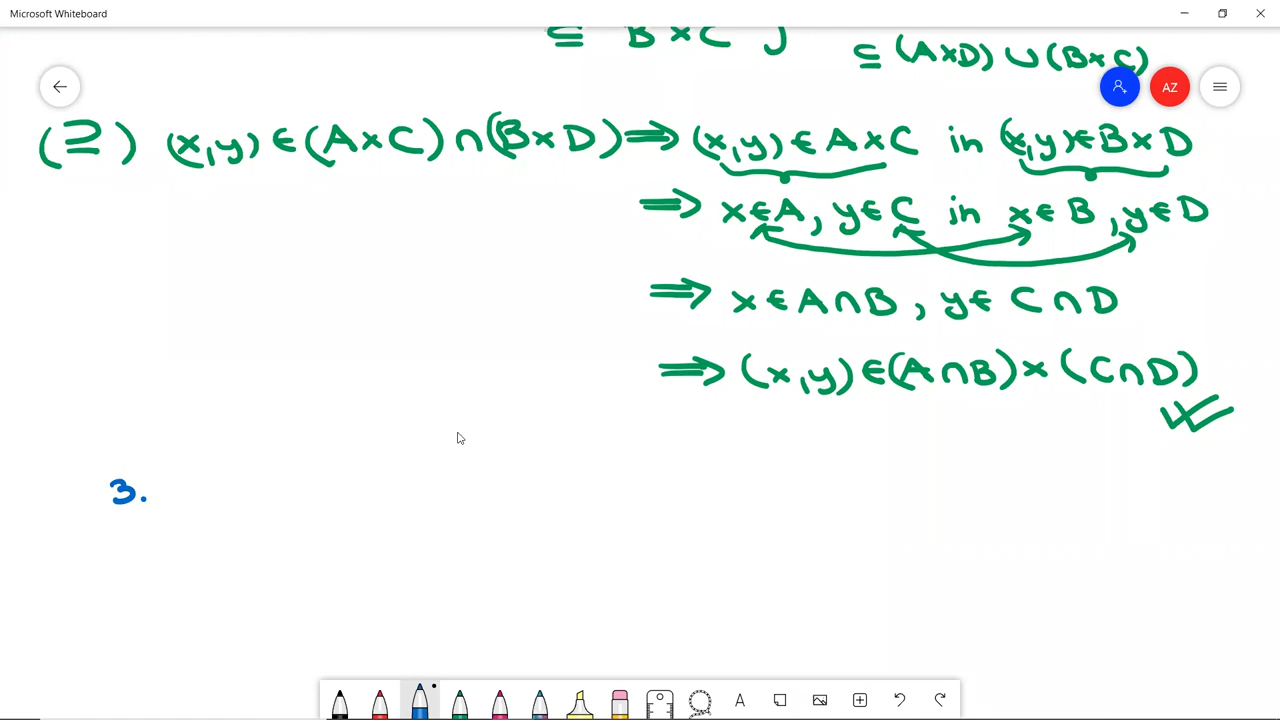 Microsoft Whiteboard
⊆ B×C }
⊆ (A×D) ∪ (B×C)
AZ
(⊇) (x,y) ∈ (A×C) ∩ (B×D) ⟹ (x,y) ∈ A×C in (x,y) ∈ B×D
⟹ x∈A, y∈C in x∈B, y∈D
⟹ x∈A∩B, y∈C∩D
⟹ (x,y) ∈ (A∩B) × (C∩D)
3.
A